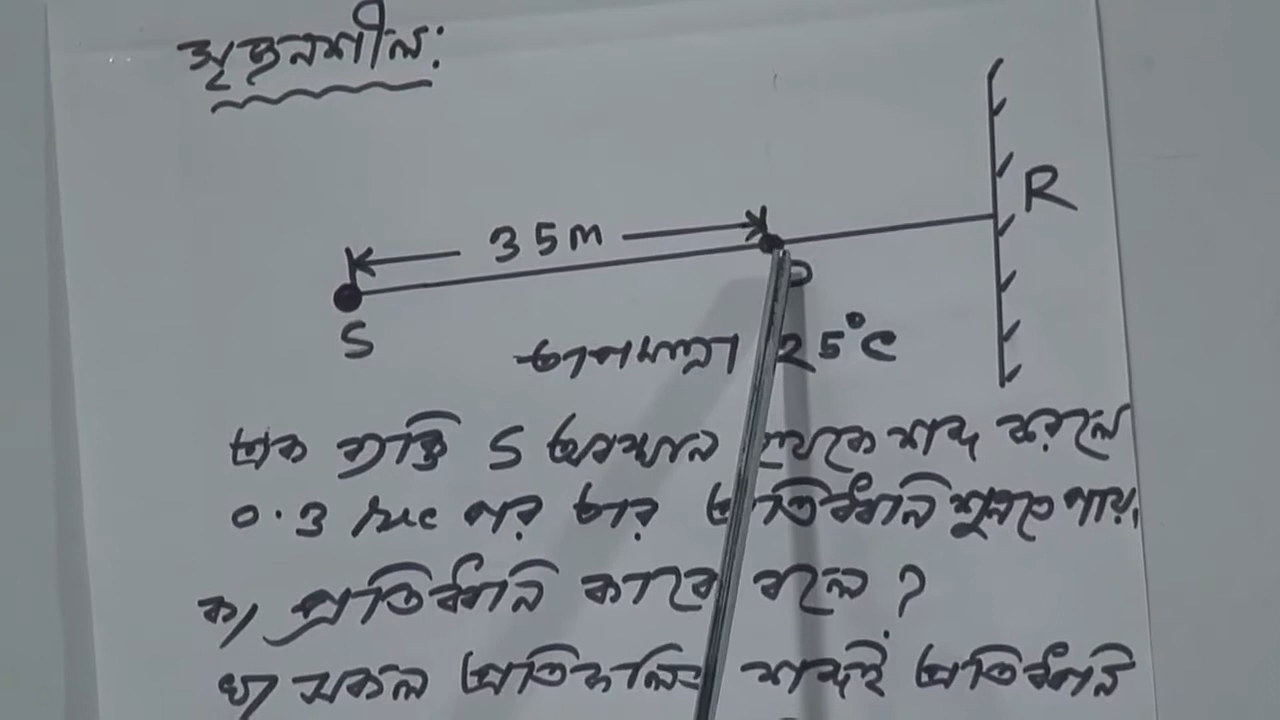 সৃজনশীল:
35m
R
S
তাপমাত্রা 25°C
এক ব্যক্তি S অবস্থান থেকে শব্দ করলে
0.3 sec পর তার প্রতিধ্বনি শুনতে পায়।
ক) প্রতিধ্বনি কাকে বলে ?
খ) সকল প্রতিফলিত শব্দই প্রতিধ্বনি